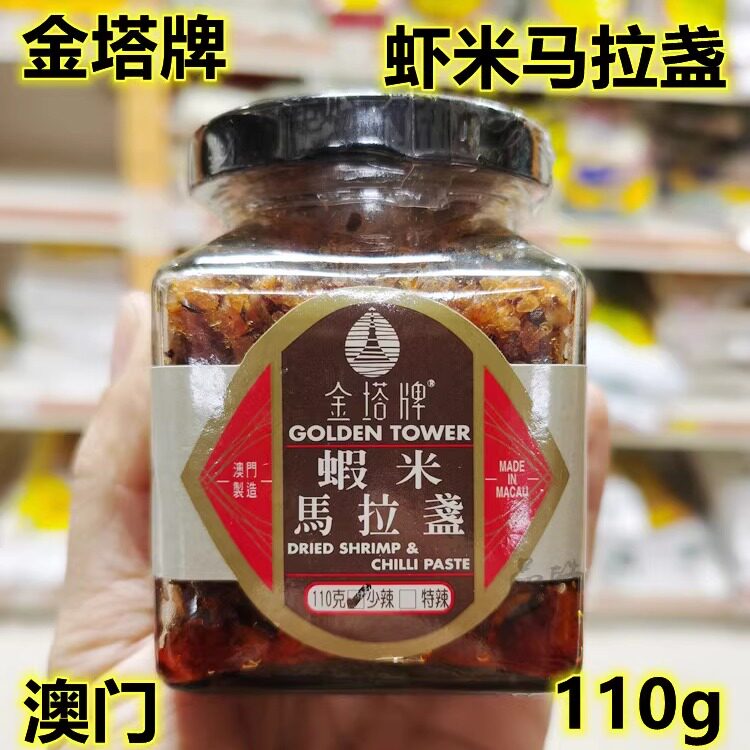 金塔牌
虾米马拉盏
金塔牌®
GOLDEN TOWER
蝦米
馬拉盞
DRIED SHRIMP &
CHILLI PASTE
澳門
製造
MADE
IN
MACAU
110克 少辣 特辣
澳门
110g